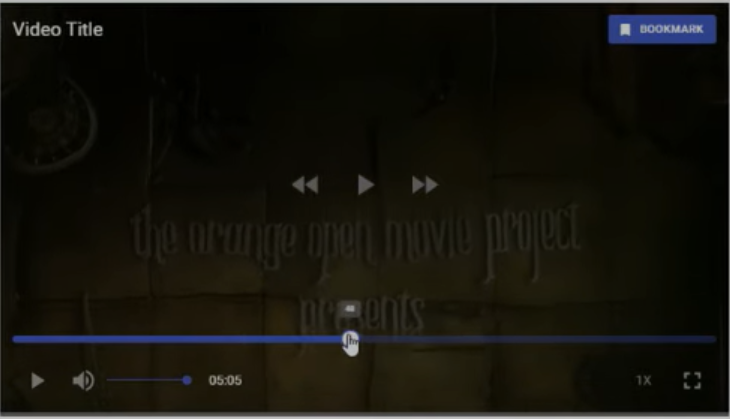 Video Title
BOOKMARK
the orange open movie project
presents
05:05
1X